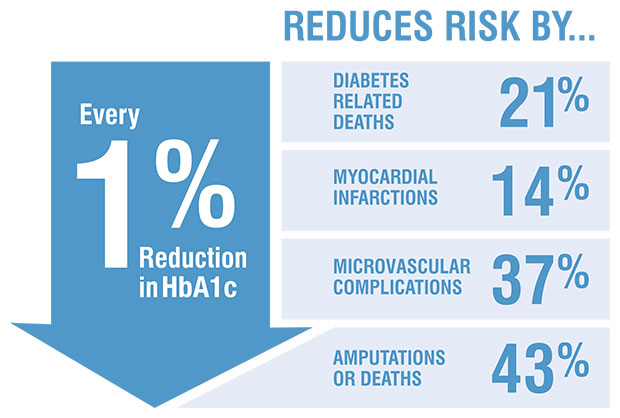 REDUCES RISK BY...
Every
1%
Reduction
in HbA1c
DIABETES
RELATED
DEATHS
21%
MYOCARDIAL
INFARCTIONS
14%
MICROVASCULAR
COMPLICATIONS
37%
AMPUTATIONS
OR DEATHS
43%